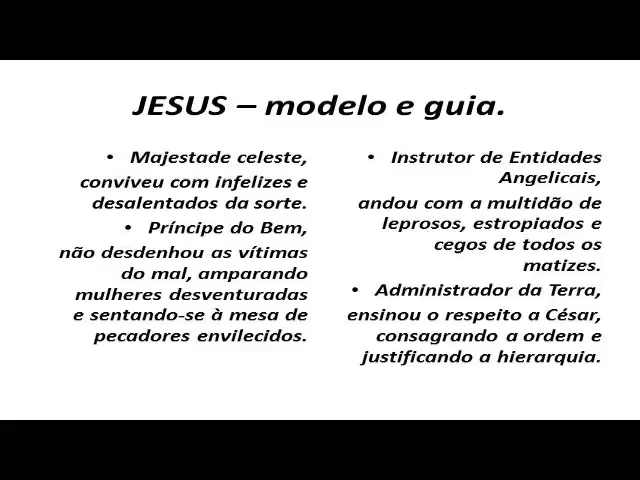 JESUS – modelo e guia.
• Majestade celeste,
conviveu com infelizes e
desalentados da sorte.
• Príncipe do Bem,
não desdenhou as vítimas
do mal, amparando
mulheres desventuradas
e sentando-se à mesa de
pecadores envilecidos.
• Instrutor de Entidades
Angelicais,
andou com a multidão de
leprosos, estropiados e
cegos de todos os
matizes.
• Administrador da Terra,
ensinou o respeito a César,
consagrando a ordem e
justificando a hierarquia.